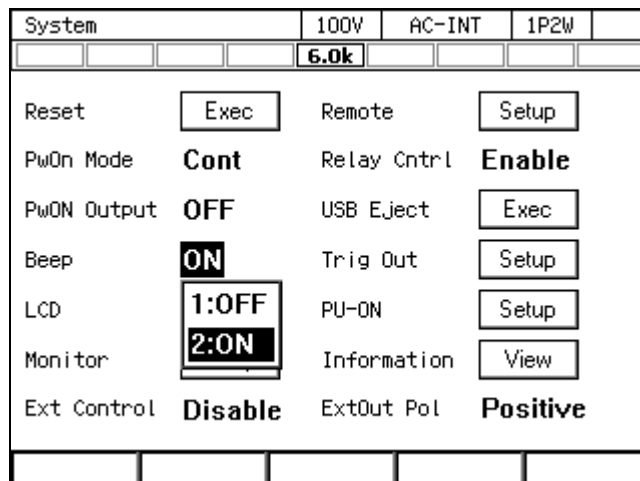 System 100V AC-INT 1P2W
6.0k
Reset Exec Remote Setup
PwOn Mode Cont Relay Cntrl Enable
PwON Output OFF USB Eject Exec
Beep ON Trig Out Setup
LCD 1:OFF PU-ON Setup
2:ON
Monitor Information View
Ext Control Disable ExtOut Pol Positive